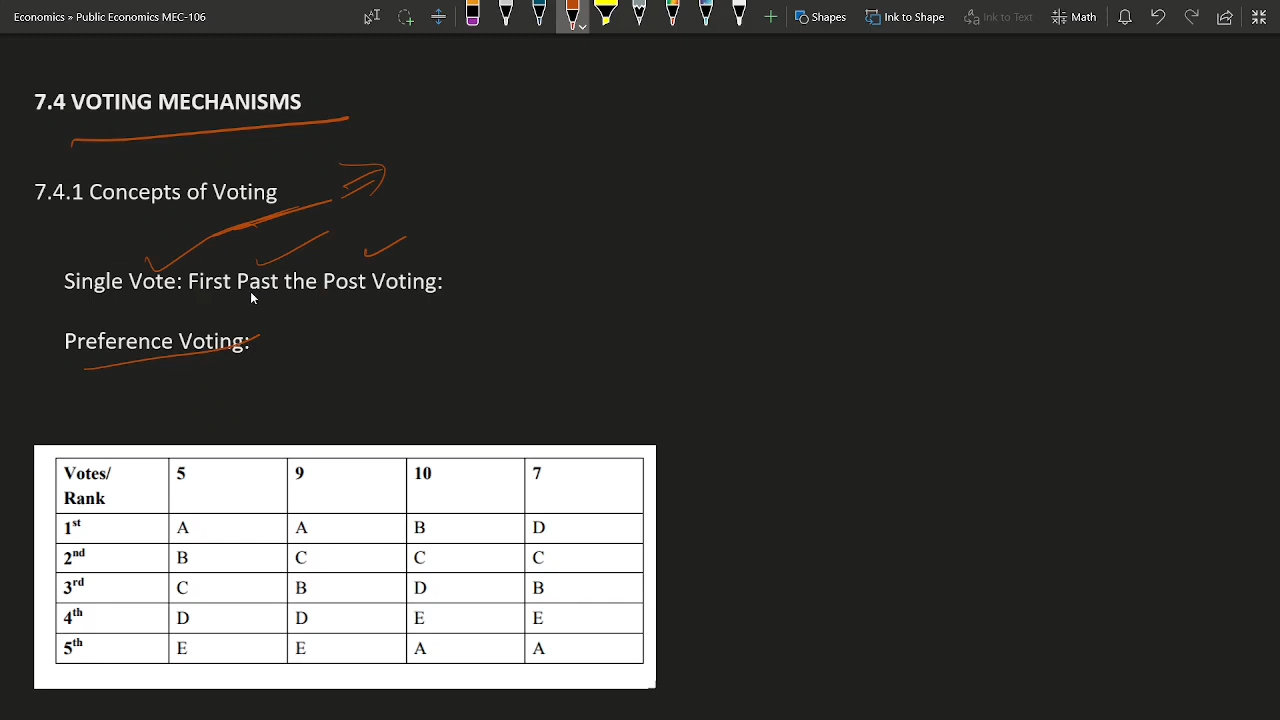 Economics » Public Economics MEC-106
Shapes Ink to Shape Ink to Text Math
7.4 VOTING MECHANISMS
7.4.1 Concepts of Voting
Single Vote: First Past the Post Voting:
Preference Voting:
Votes/ 5 9 10 7
Rank
1st A A B D
2nd B C C C
3rd C B D B
4th D D E E
5th E E A A